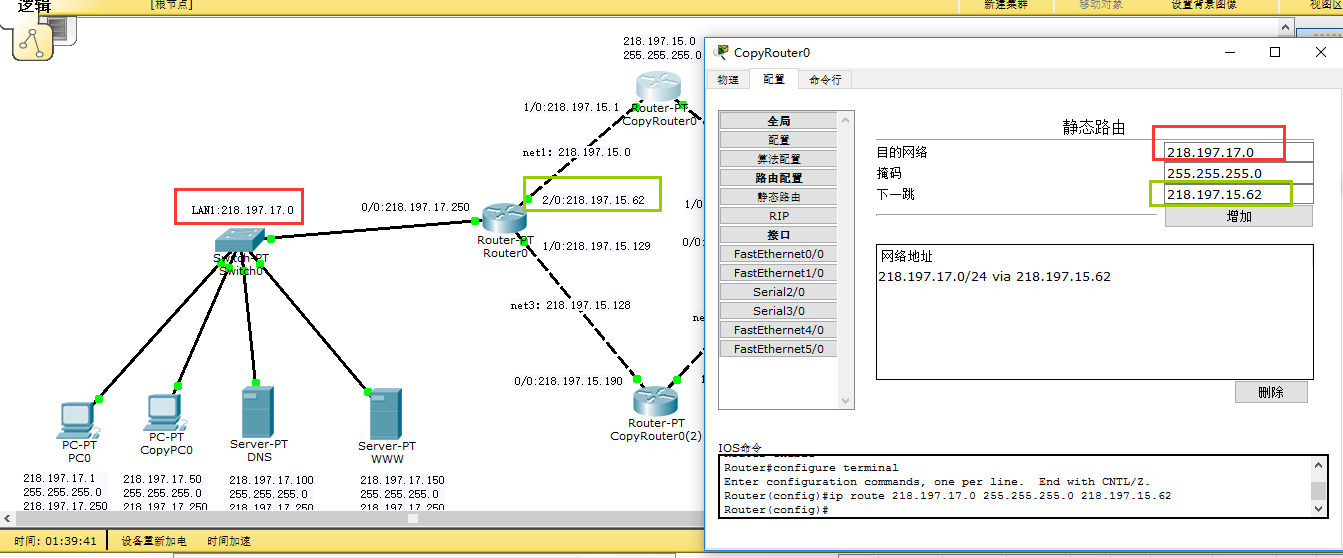 逻辑
[根节点]
新建集群
移动对象
设置背景图像
视图区
218.197.15.0
255.255.255.0
Router-PT
CopyRouter0
1/0:218.197.15.1
net1: 218.197.15.0
2/0:218.197.15.62
LAN1:218.197.17.0
0/0:218.197.17.250
1/0
Router-PT
Router0
1/0:218.197.15.129
0/0
Switch-PT
Switch0
net3: 218.197.15.128
ne
0/0:218.197.15.190
1
Router-PT
CopyRouter0(2)
PC-PT
PC0
PC-PT
CopyPC0
Server-PT
DNS
Server-PT
WWW
218.197.17.1
255.255.255.0
218.197.17.250
218.197.17.50
255.255.255.0
218.197.17.250
218.197.17.100
255.255.255.0
218.197.17.250
218.197.17.150
255.255.255.0
218.197.17.250
时间: 01:39:41
设备重新加电
时间加速
CopyRouter0
物理
配置
命令行
全局
配置
算法配置
路由配置
静态路由
RIP
接口
FastEthernet0/0
FastEthernet1/0
Serial2/0
Serial3/0
FastEthernet4/0
FastEthernet5/0
静态路由
目的网络
218.197.17.0
掩码
255.255.255.0
下一跳
218.197.15.62
增加
网络地址
218.197.17.0/24 via 218.197.15.62
删除
IOS命令
Router#configure terminal
Enter configuration commands, one per line. End with CNTL/Z.
Router(config)#ip route 218.197.17.0 255.255.255.0 218.197.15.62
Router(config)#